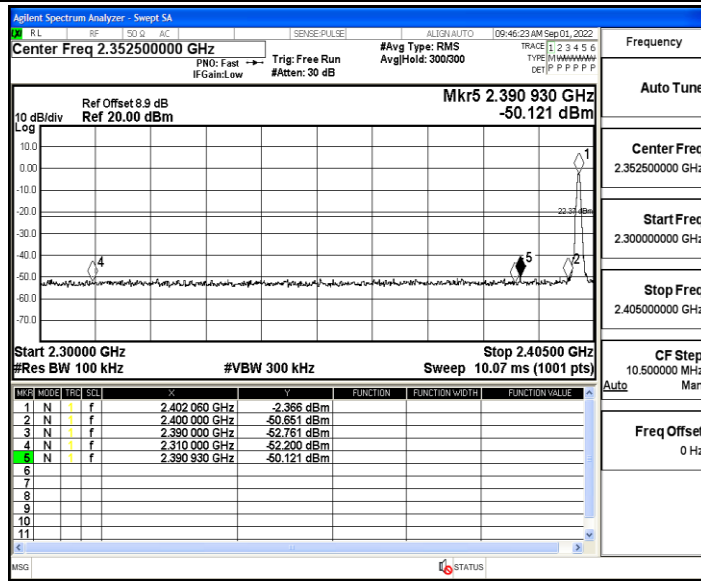 Agilent Spectrum Analyzer - Swept SA
RL RF 50 Ω AC SENSE:PULSE ALIGN AUTO 09:46:23 AM Sep 01, 2022
Center Freq 2.352500000 GHz
PNO: Fast
IFGain:Low
Trig: Free Run
#Atten: 30 dB
#Avg Type: RMS
Avg|Hold: 300/300
TRACE 1 2 3 4 5 6
TYPE M
DET P P P P P P
Ref Offset 8.9 dB
Ref 20.00 dBm
10 dB/div
Log
Mkr5 2.390 930 GHz
-50.121 dBm
10.0
0.00
-10.0
-20.0
-30.0
-40.0
-50.0
-60.0
-70.0
1
4
5
2
Start 2.30000 GHz Stop 2.40500 GHz
#Res BW 100 kHz #VBW 300 kHz Sweep 10.07 ms (1001 pts)
MKR MODE TRC SCL X Y FUNCTION FUNCTION WIDTH FUNCTION VALUE
1 N 1 f 2.402 060 GHz -2.366 dBm
2 N 1 f 2.400 000 GHz -50.651 dBm
3 N 1 f 2.390 000 GHz -52.761 dBm
4 N 1 f 2.310 000 GHz -52.200 dBm
5 N 1 f 2.390 930 GHz -50.121 dBm
6
7
8
9
10
11
MSG STATUS
Frequency
Auto Tune
Center Freq
2.352500000 GHz
Start Freq
2.300000000 GHz
Stop Freq
2.405000000 GHz
CF Step
10.500000 MHz
Auto Man
Freq Offset
0 Hz